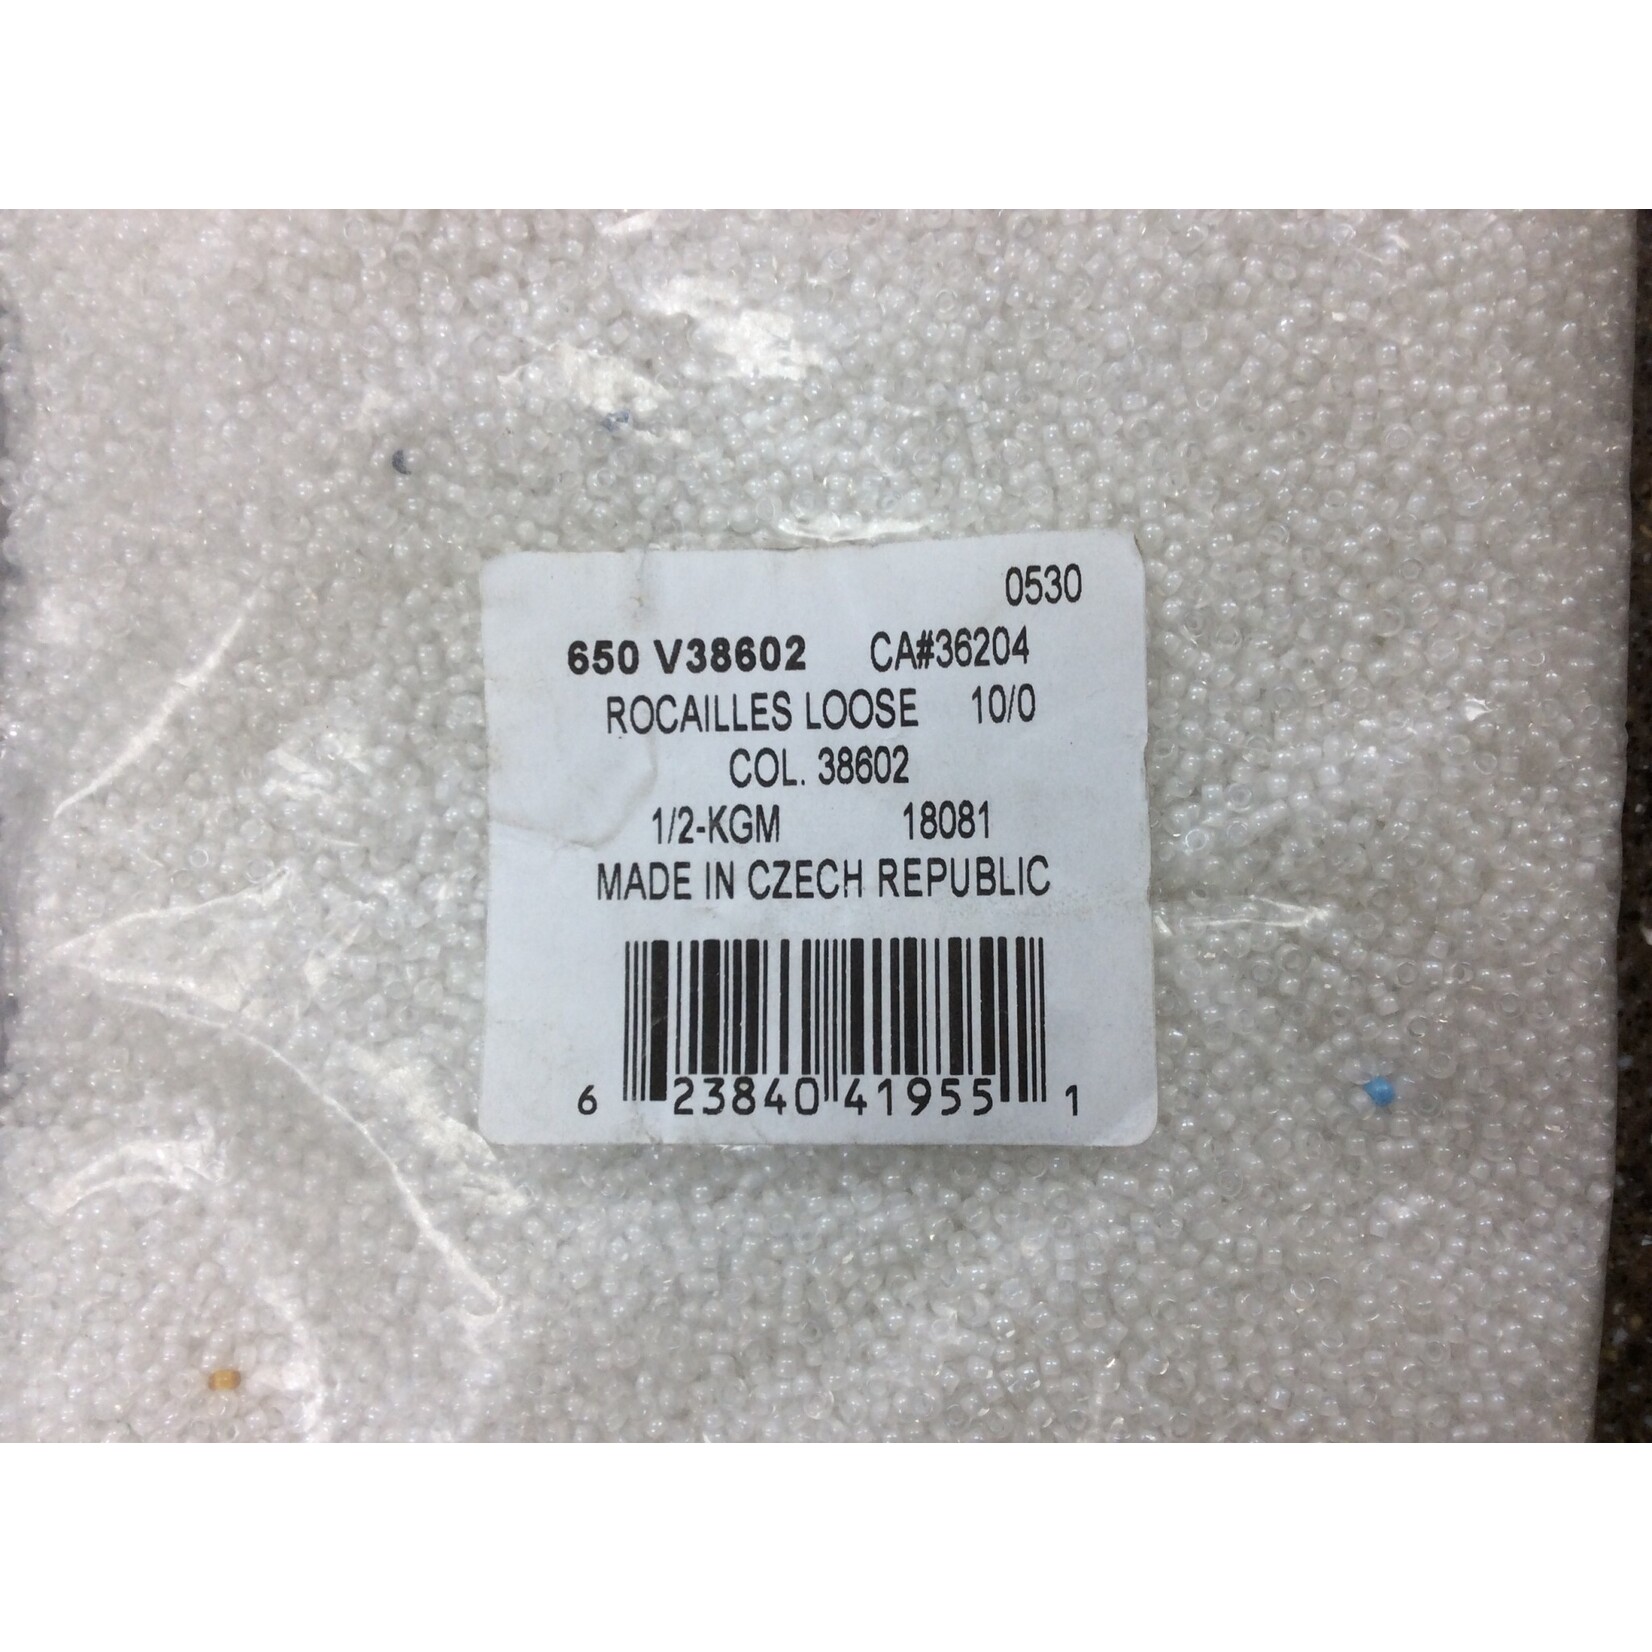 0530
650 V38602 CA#36204
ROCAILLES LOOSE 10/0
COL. 38602
1/2-KGM 18081
MADE IN CZECH REPUBLIC
6 23840 41955 1